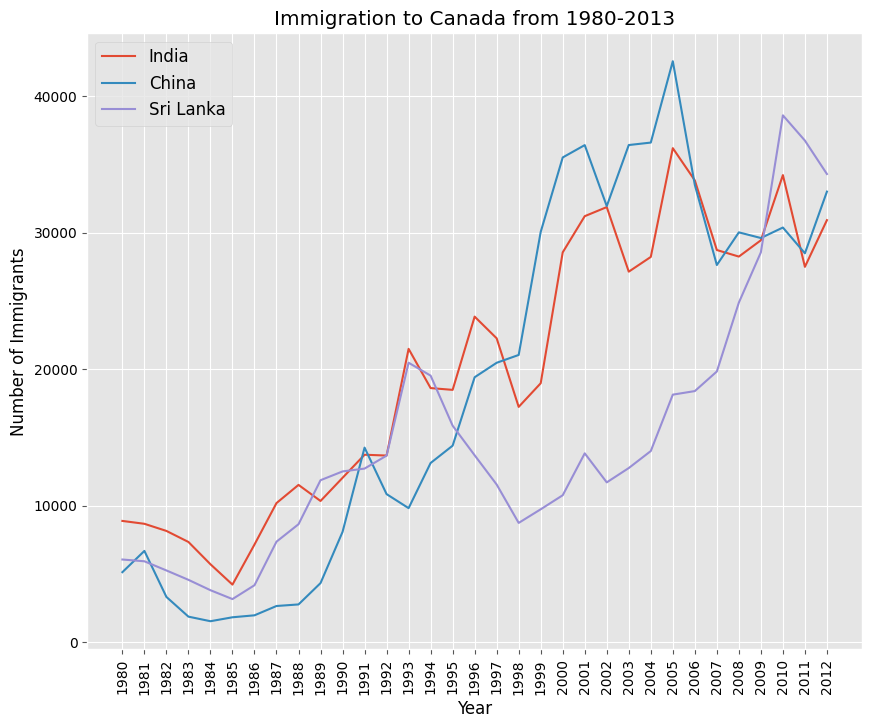 Immigration to Canada from 1980-2013
India
China
Sri Lanka
Number of Immigrants
40000
30000
20000
10000
0
1980 1981 1982 1983 1984 1985 1986 1987 1988 1989 1990 1991 1992 1993 1994 1995 1996 1997 1998 1999 2000 2001 2002 2003 2004 2005 2006 2007 2008 2009 2010 2011 2012
Year